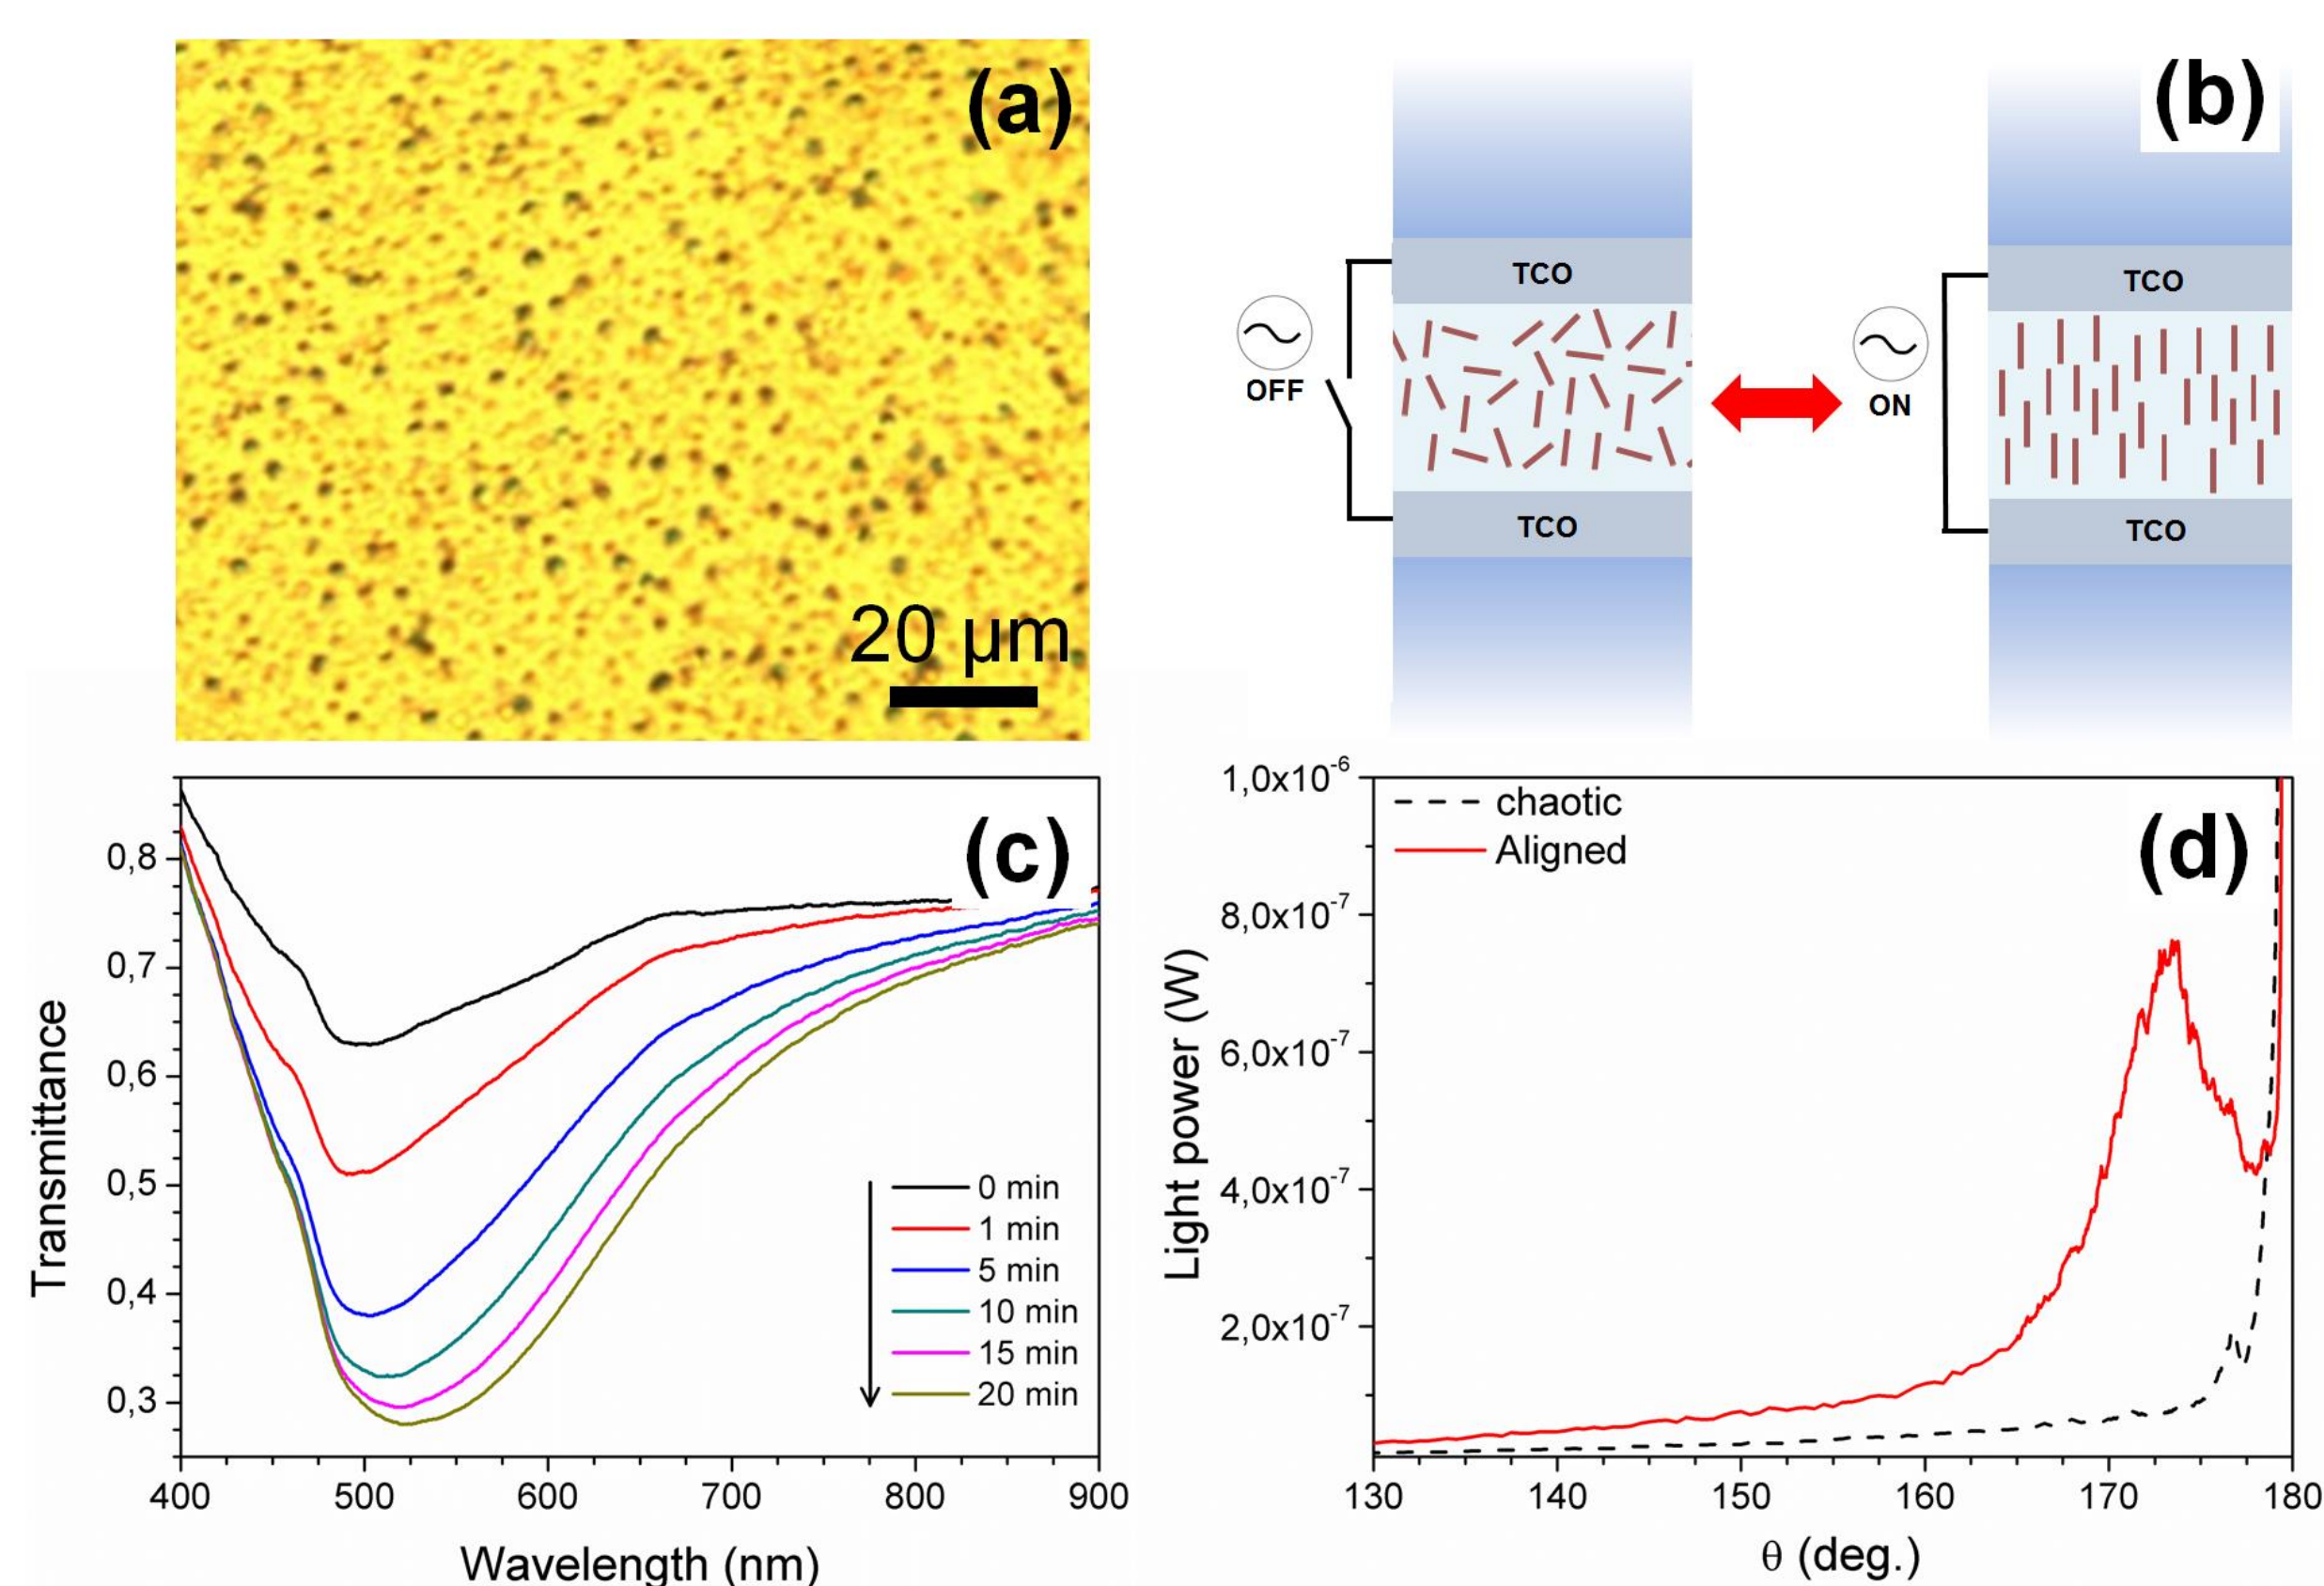 (a)
20 µm
(b)
TCO
TCO
OFF
TCO
TCO
ON
(c)
Transmittance
0,8
0,7
0,6
0,5
0,4
0,3
0 min
1 min
5 min
10 min
15 min
20 min
400 500 600 700 800 900
Wavelength (nm)
(d)
Light power (W)
1,0x10⁻⁶
8,0x10⁻⁷
6,0x10⁻⁷
4,0x10⁻⁷
2,0x10⁻⁷
chaotic
Aligned
130 140 150 160 170 180
θ (deg.)